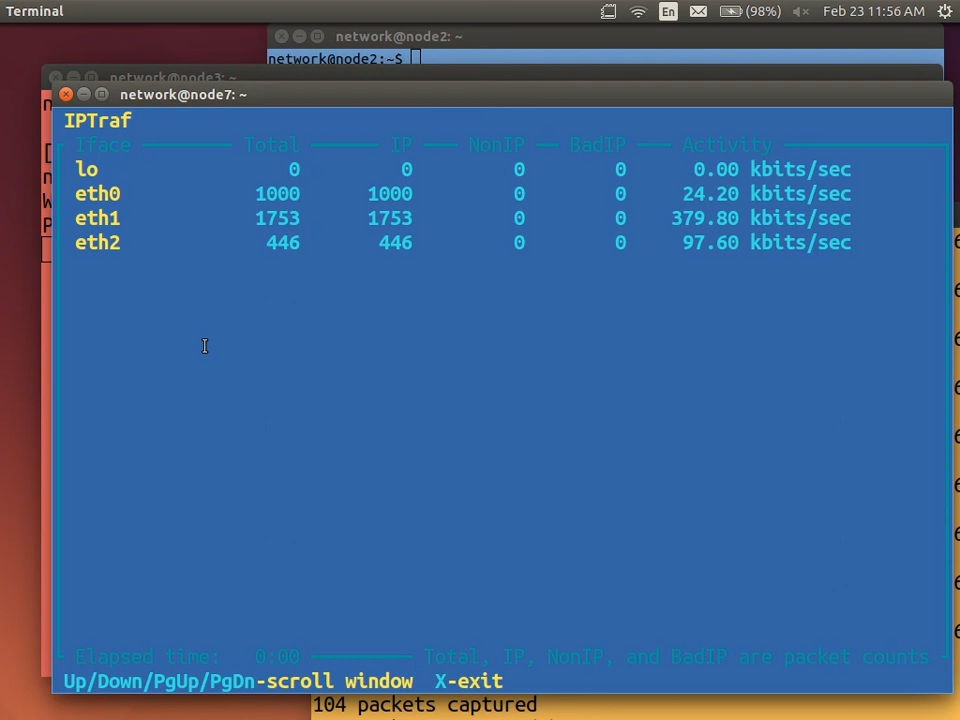 Terminal
En
(98%)
Feb 23 11:56 AM
network@node2: ~
network@node2:~$
network@node3: ~
network@node7: ~
IPTraf
Iface Total IP NonIP BadIP Activity
lo 0 0 0 0 0.00 kbits/sec
eth0 1000 1000 0 0 24.20 kbits/sec
eth1 1753 1753 0 0 379.80 kbits/sec
eth2 446 446 0 0 97.60 kbits/sec
Elapsed time: 0:00 Total, IP, NonIP, and BadIP are packet counts
Up/Down/PgUp/PgDn-scroll window X-exit
104 packets captured